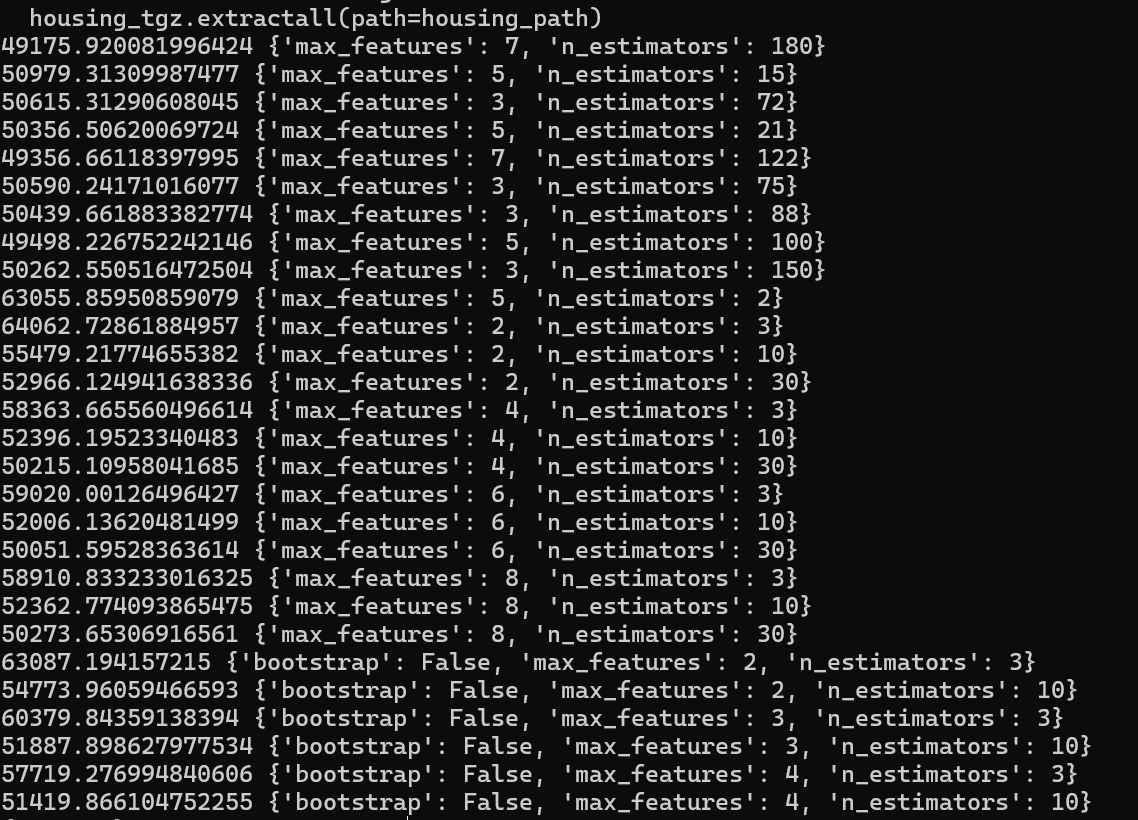 housing_tgz.extractall(path=housing_path)
49175.920081996424 {'max_features': 7, 'n_estimators': 180}
50979.31309987477 {'max_features': 5, 'n_estimators': 15}
50615.31290608045 {'max_features': 3, 'n_estimators': 72}
50356.50620069724 {'max_features': 5, 'n_estimators': 21}
49356.66118397995 {'max_features': 7, 'n_estimators': 122}
50590.24171016077 {'max_features': 3, 'n_estimators': 75}
50439.661883382774 {'max_features': 3, 'n_estimators': 88}
49498.226752242146 {'max_features': 5, 'n_estimators': 100}
50262.550516472504 {'max_features': 3, 'n_estimators': 150}
63055.85950859079 {'max_features': 5, 'n_estimators': 2}
64062.72861884957 {'max_features': 2, 'n_estimators': 3}
55479.21774655382 {'max_features': 2, 'n_estimators': 10}
52966.124941638336 {'max_features': 2, 'n_estimators': 30}
58363.665560496614 {'max_features': 4, 'n_estimators': 3}
52396.19523340483 {'max_features': 4, 'n_estimators': 10}
50215.10958041685 {'max_features': 4, 'n_estimators': 30}
59020.00126496427 {'max_features': 6, 'n_estimators': 3}
52006.13620481499 {'max_features': 6, 'n_estimators': 10}
50051.59528363614 {'max_features': 6, 'n_estimators': 30}
58910.833233016325 {'max_features': 8, 'n_estimators': 3}
52362.774093865475 {'max_features': 8, 'n_estimators': 10}
50273.65306916561 {'max_features': 8, 'n_estimators': 30}
63087.194157215 {'bootstrap': False, 'max_features': 2, 'n_estimators': 3}
54773.96059466593 {'bootstrap': False, 'max_features': 2, 'n_estimators': 10}
60379.84359138394 {'bootstrap': False, 'max_features': 3, 'n_estimators': 3}
51887.898627977534 {'bootstrap': False, 'max_features': 3, 'n_estimators': 10}
57719.276994840606 {'bootstrap': False, 'max_features': 4, 'n_estimators': 3}
51419.866104752255 {'bootstrap': False, 'max_features': 4, 'n_estimators': 10}